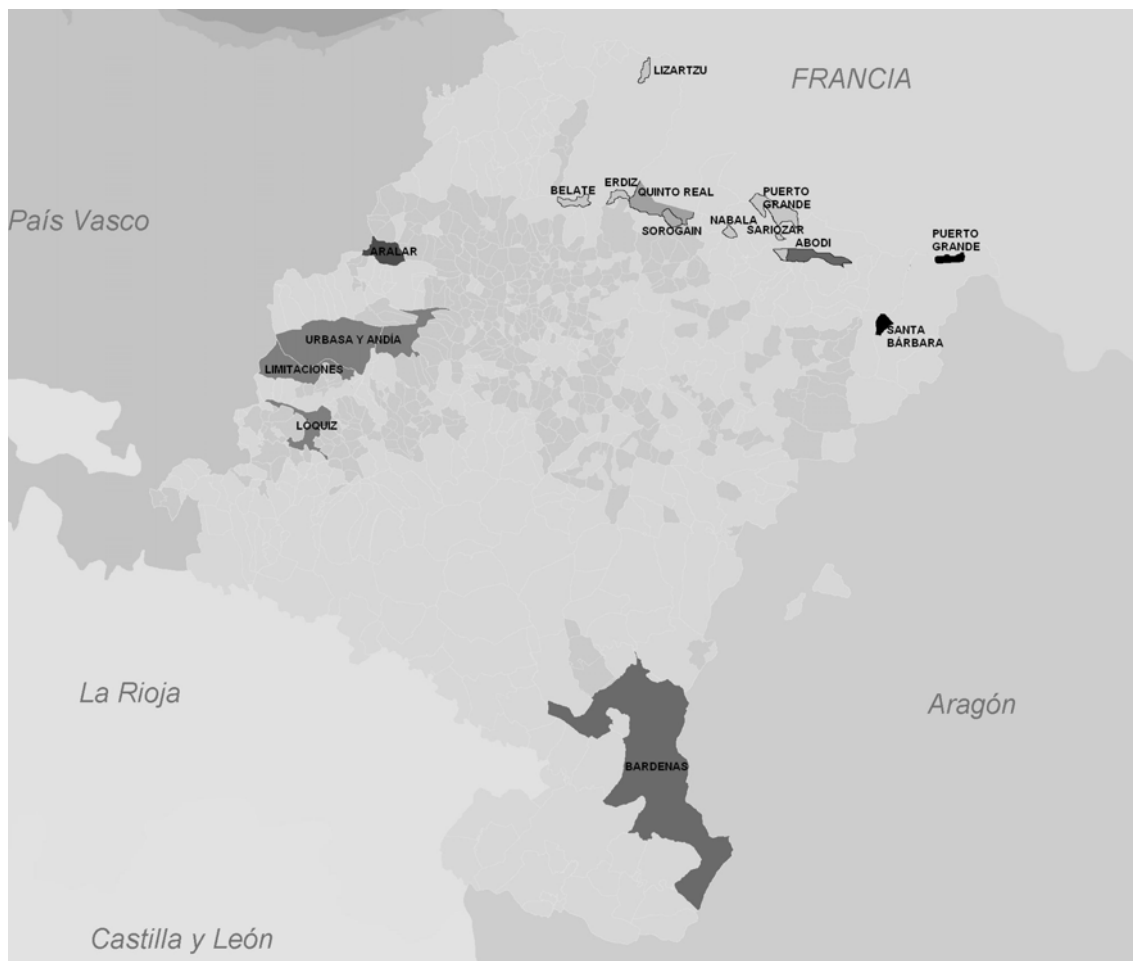 LIZARTZU
FRANCIA
BELATE
ERDIZ
QUINTO REAL
PUERTO
GRANDE
País Vasco
SOROGAIN
NABALA
SARIOZAR
ABODI
PUERTO
GRANDE
ARALAR
SANTA
BÁRBARA
URBASA Y ANDÍA
LIMITACIONES
LOQUIZ
La Rioja
Aragón
BARDENAS
Castilla y León